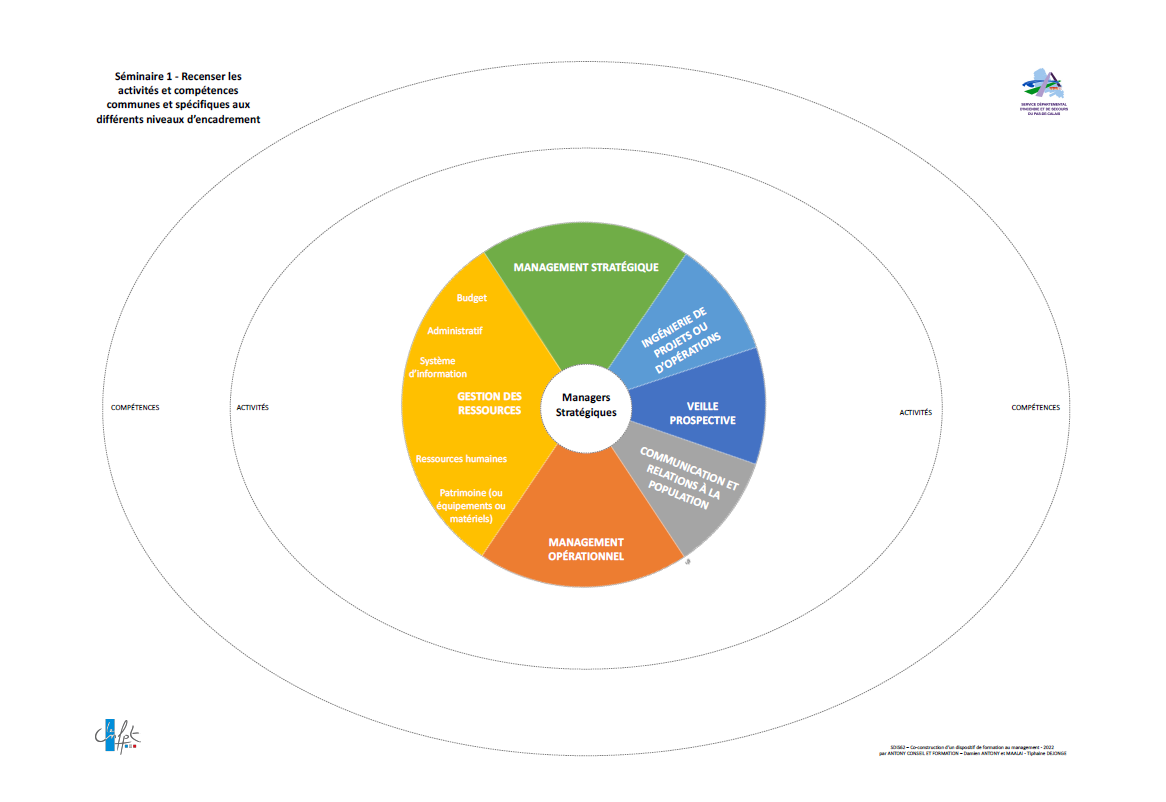 Séminaire 1 - Recenser les
activités et compétences
communes et spécifiques aux
différents niveaux d'encadrement
SERVICE DÉPARTEMENTAL
D'INCENDIE ET DE SECOURS
DU PAS-DE-CALAIS
MANAGEMENT STRATÉGIQUE
Budget
Administratif
Système
d'information
GESTION DES
RESSOURCES
Ressources humaines
Patrimoine (ou
équipements ou
matériels)
INGÉNIERIE DE
PROJETS OU
D'OPÉRATIONS
Managers
Stratégiques
VEILLE
PROSPECTIVE
COMMUNICATION ET
RELATIONS À LA
POPULATION
MANAGEMENT
OPÉRATIONNEL
COMPÉTENCES
ACTIVITÉS
ACTIVITÉS
COMPÉTENCES
le cnfpt
SDIS62 – Co-construction d'un dispositif de formation au management - 2022
par ANTONY CONSEIL ET FORMATION – Damien ANTONY et MAALAI - Tiphaine DEJONGE